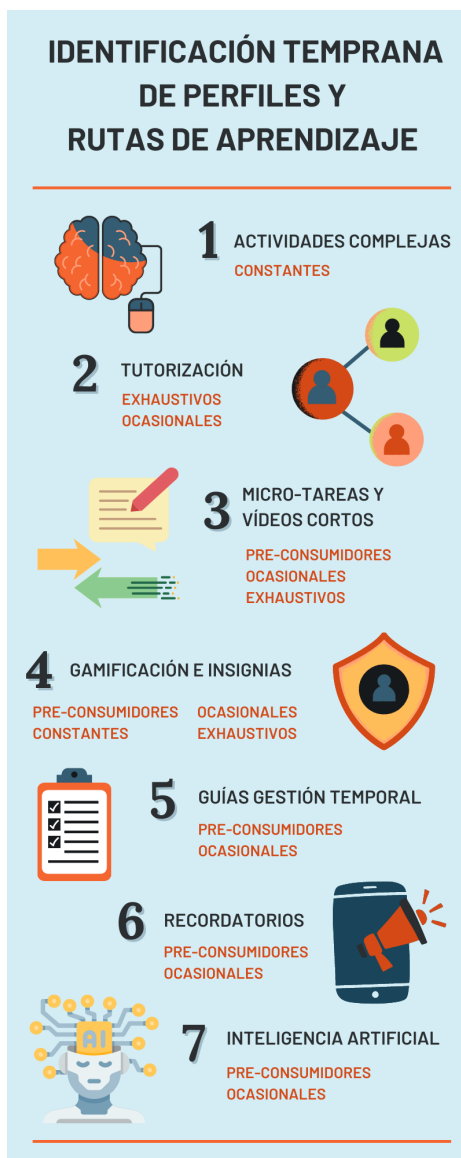 IDENTIFICACIÓN TEMPRANA
DE PERFILES Y
RUTAS DE APRENDIZAJE
1 ACTIVIDADES COMPLEJAS
CONSTANTES
2 TUTORIZACIÓN
EXHAUSTIVOS
OCASIONALES
3 MICRO-TAREAS Y
VÍDEOS CORTOS
PRE-CONSUMIDORES
OCASIONALES
EXHAUSTIVOS
4 GAMIFICACIÓN E INSIGNIAS
PRE-CONSUMIDORES OCASIONALES
CONSTANTES EXHAUSTIVOS
5 GUÍAS GESTIÓN TEMPORAL
PRE-CONSUMIDORES
OCASIONALES
6 RECORDATORIOS
PRE-CONSUMIDORES
OCASIONALES
AI
7 INTELIGENCIA ARTIFICIAL
PRE-CONSUMIDORES
OCASIONALES